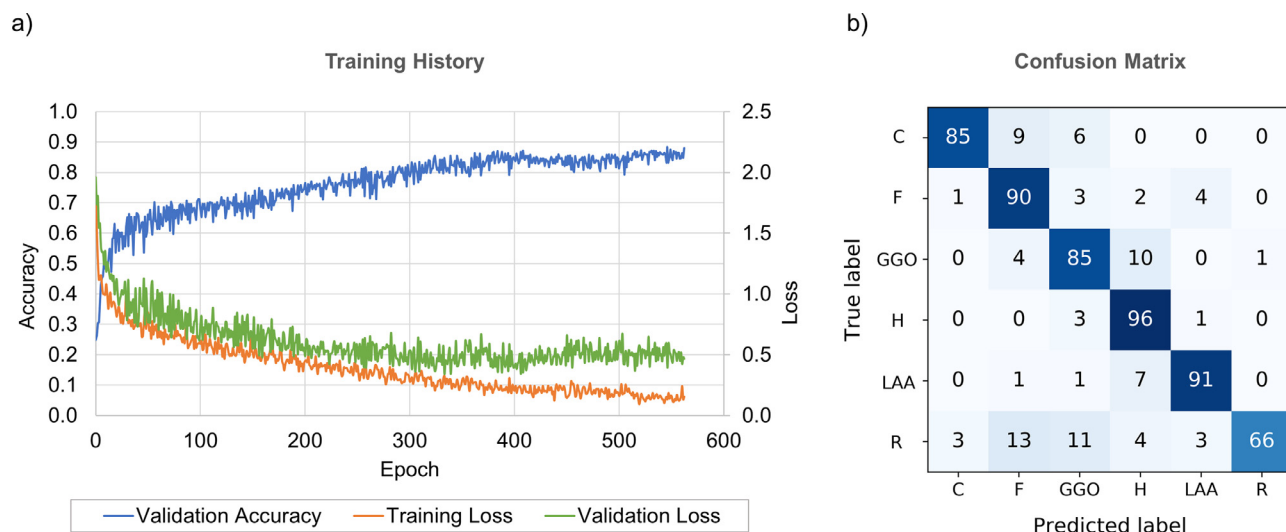 a)
Training History
1.0
0.9
0.8
0.7
0.6
0.5
0.4
0.3
0.2
0.1
0.0
Accuracy
2.5
2.0
1.5
1.0
0.5
0.0
Loss
0 100 200 300 400 500 600
Epoch
Validation Accuracy Training Loss Validation Loss
b)
Confusion Matrix
True label
C 85 9 6 0 0 0
F 1 90 3 2 4 0
GGO 0 4 85 10 0 1
H 0 0 3 96 1 0
LAA 0 1 1 7 91 0
R 3 13 11 4 3 66
C F GGO H LAA R
Predicted label